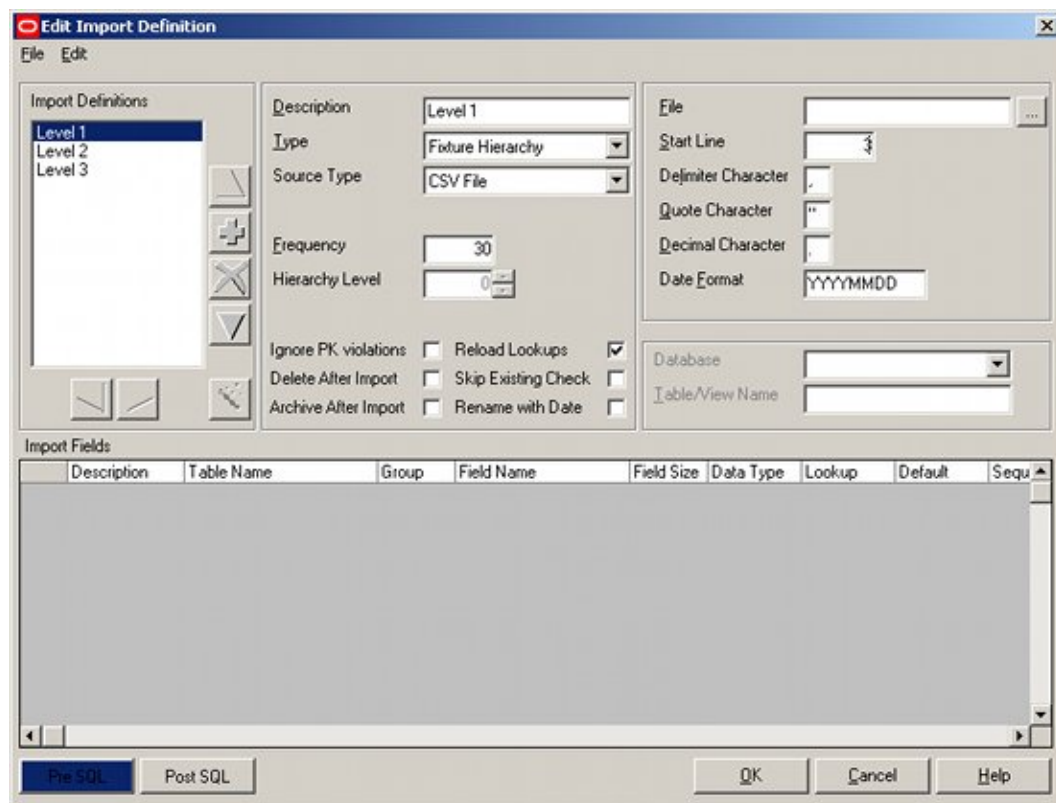 Edit Import Definition
File Edit
Import Definitions
Level 1
Level 2
Level 3
Description Level 1
Type Fixture Hierarchy
Source Type CSV File
Frequency 30
Hierarchy Level 0
Ignore PK violations Reload Lookups
Delete After Import Skip Existing Check
Archive After Import Rename with Date
File ...
Start Line 3
Delimiter Character ,
Quote Character "
Decimal Character .
Date Format YYYYMMDD
Database
Table/View Name
Import Fields
Description Table Name Group Field Name Field Size Data Type Lookup Default Sequ
Pre SQL Post SQL OK Cancel Help